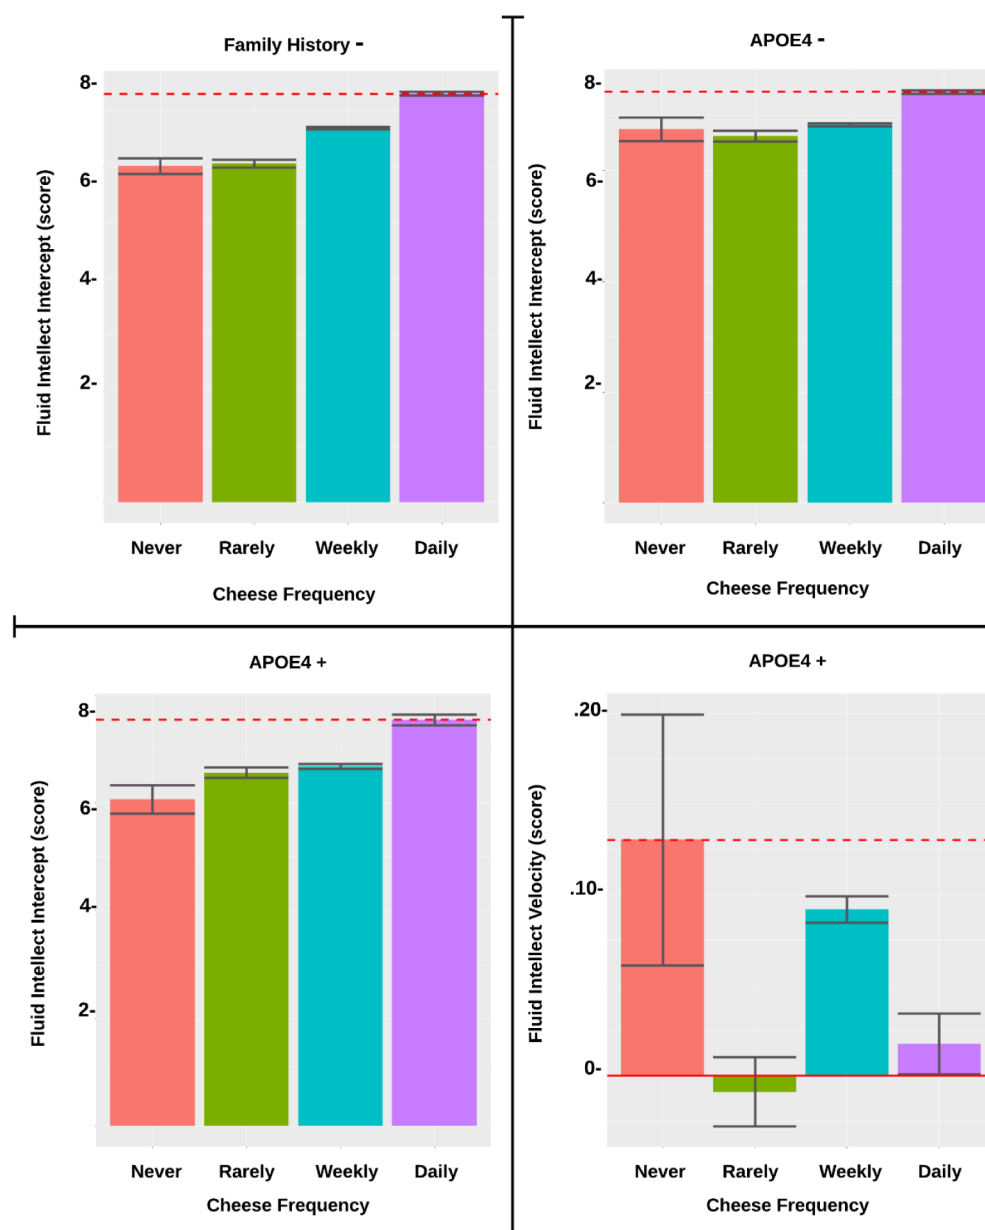 Family History -
8-
6-
4-
2-
Fluid Intellect Intercept (score)
Never Rarely Weekly Daily
Cheese Frequency
APOE4 -
8-
6-
4-
2-
Fluid Intellect Intercept (score)
Never Rarely Weekly Daily
Cheese Frequency
APOE4 +
8-
6-
4-
2-
Fluid Intellect Intercept (score)
Never Rarely Weekly Daily
Cheese Frequency
APOE4 +
.20-
.10-
0-
Fluid Intellect Velocity (score)
Never Rarely Weekly Daily
Cheese Frequency